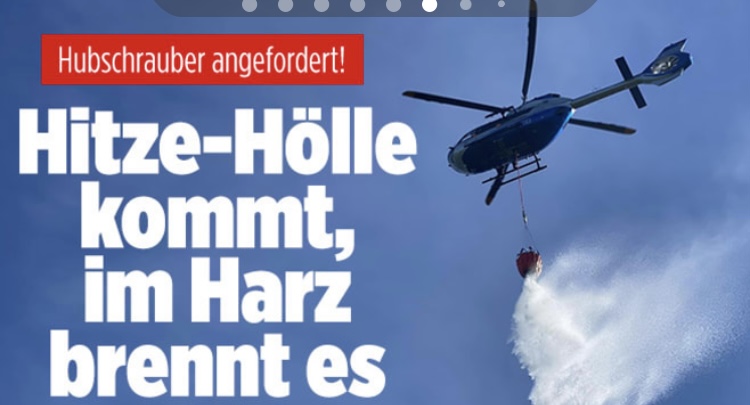 Hubschrauber angefordert!
Hitze-Hölle
kommt,
im Harz
brennt es